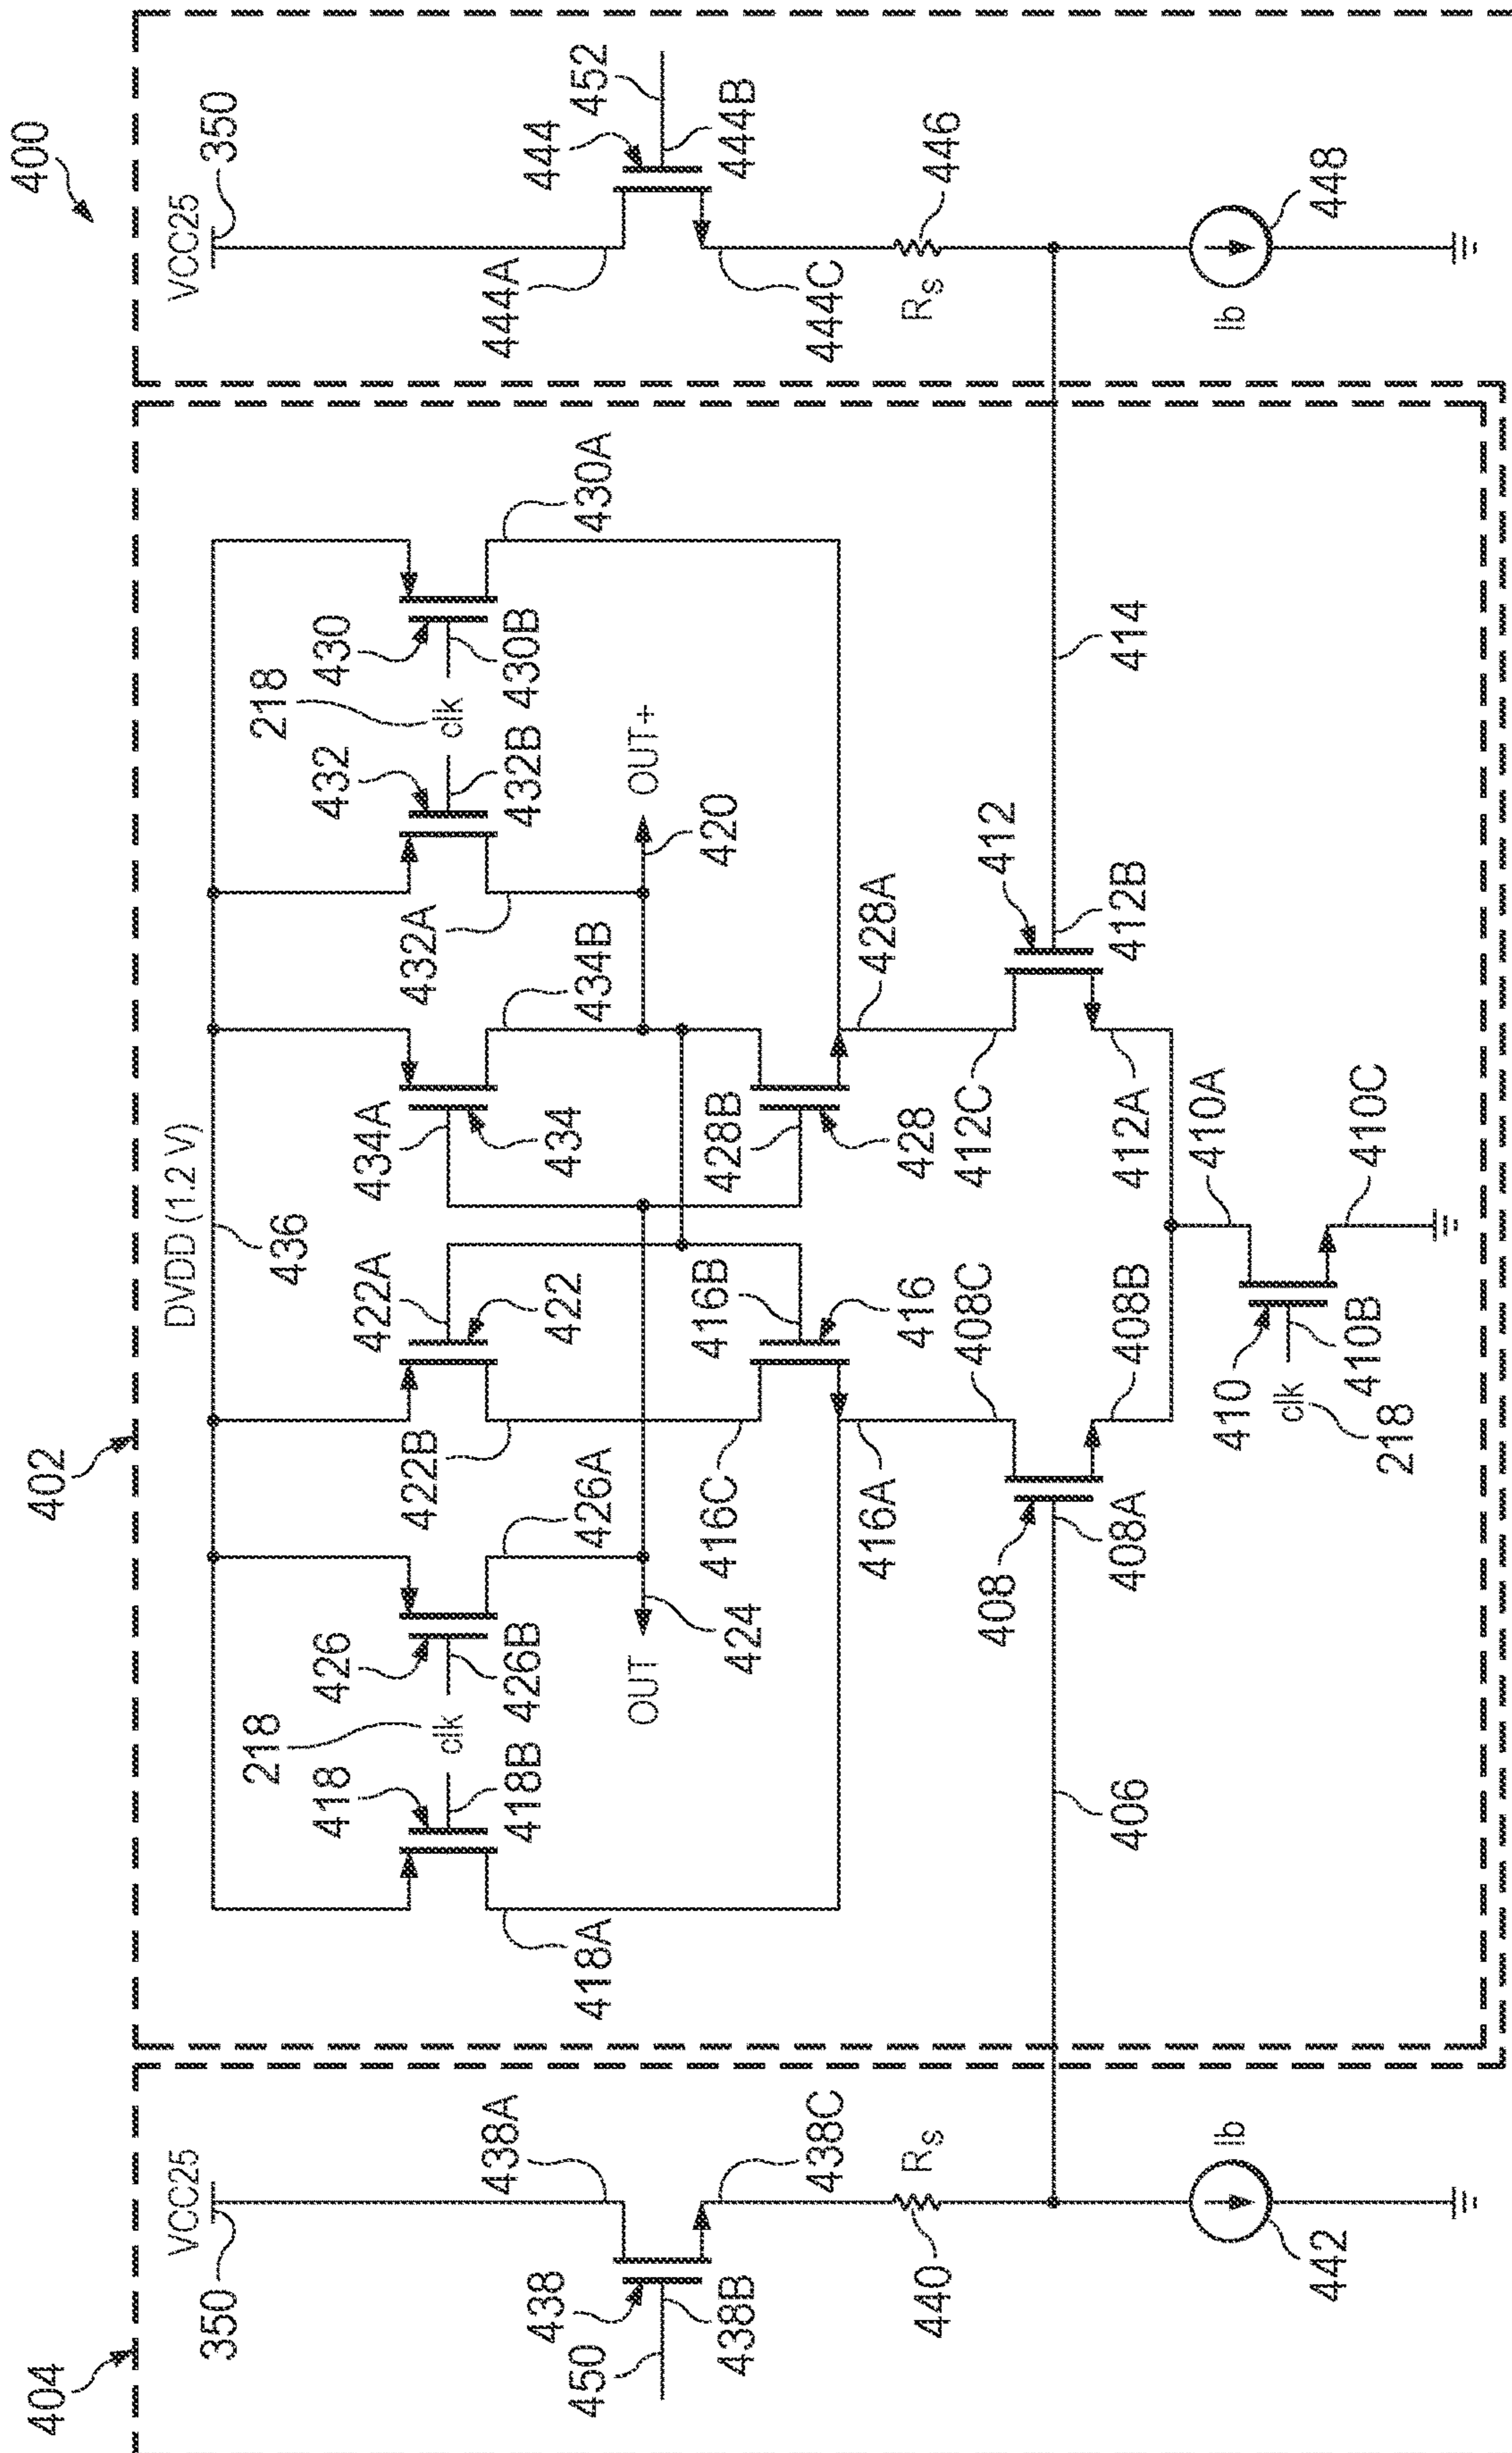 400
402
404
VCC25
350
438A
438
450
438B
438C
440
Rs
Ib
442
406
DVDD (1.2 V)
436
218
418
clk
418B
418A
426
426B
426A
OUT
424
422A
422
422B
416B
416
416C
416A
408C
408
408A
408B
410A
410
clk
218
410B
410C
434A
434
434B
428B
428
428A
412C
412
412B
412A
432
432B
432A
218
clk
430
430B
430A
OUT+
420
414
VCC25
350
444
452
444B
444A
444C
446
Rs
Ib
448